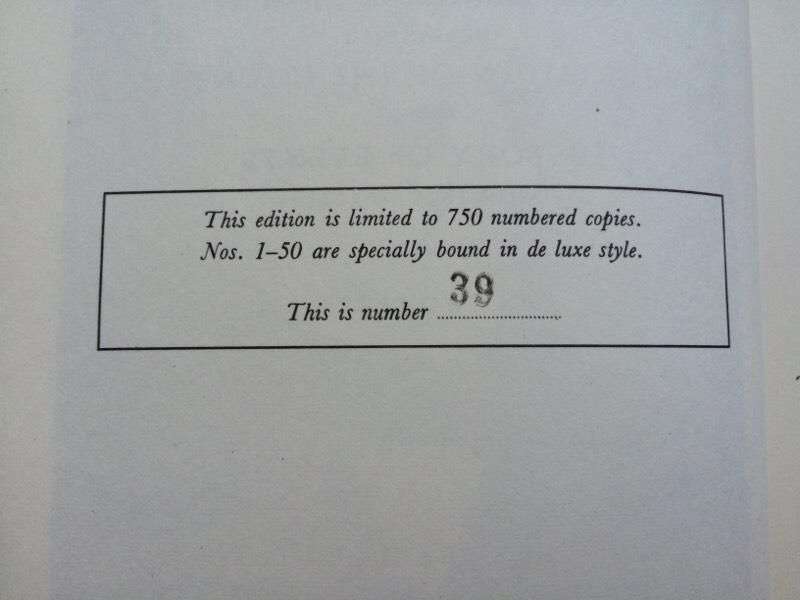 This edition is limited to 750 numbered copies.
Nos. 1–50 are specially bound in de luxe style.
This is number 39